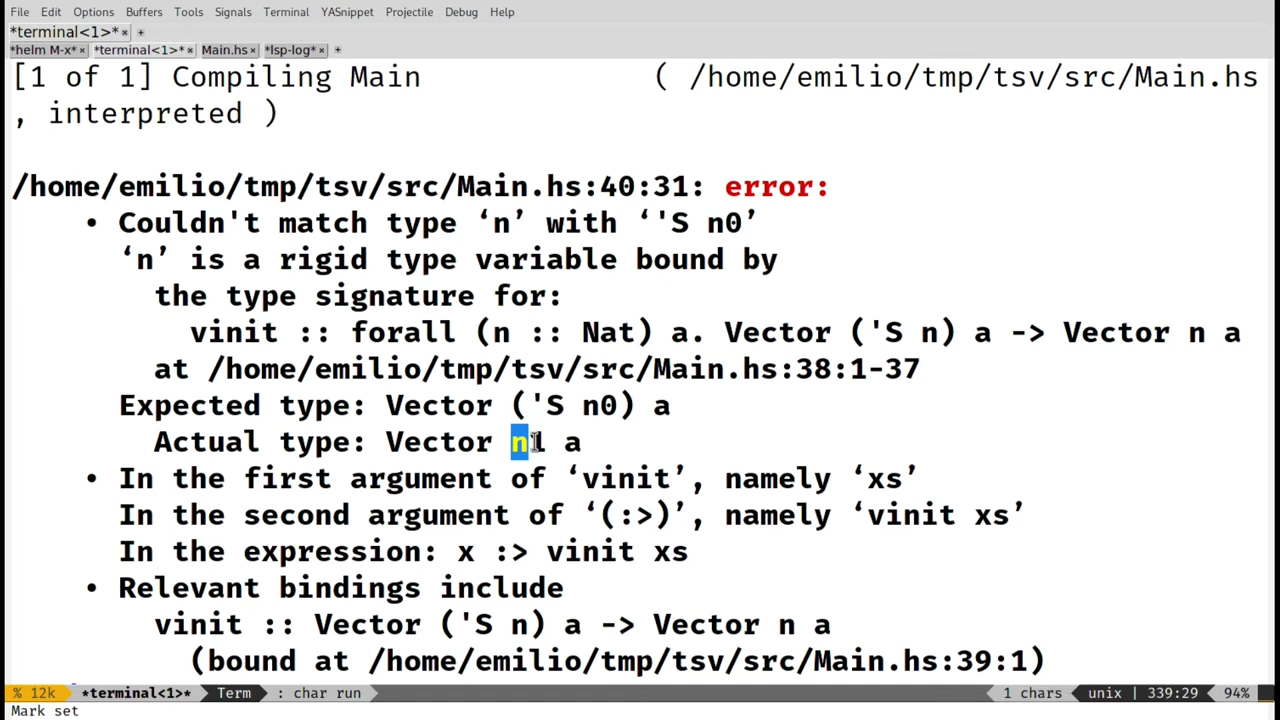 File Edit Options Buffers Tools Signals Terminal YASnippet Projectile Debug Help
*terminal<1>* × +
*helm M-x* × *terminal<1>* × Main.hs × *lsp-log* × +
[1 of 1] Compiling Main ( /home/emilio/tmp/tsv/src/Main.hs
, interpreted )
/home/emilio/tmp/tsv/src/Main.hs:40:31: error:
• Couldn't match type ‘n’ with ‘'S n0’
‘n’ is a rigid type variable bound by
the type signature for:
vinit :: forall (n :: Nat) a. Vector ('S n) a -> Vector n a
at /home/emilio/tmp/tsv/src/Main.hs:38:1-37
Expected type: Vector ('S n0) a
Actual type: Vector n1 a
• In the first argument of ‘vinit’, namely ‘xs’
In the second argument of ‘(:>)’, namely ‘vinit xs’
In the expression: x :> vinit xs
• Relevant bindings include
vinit :: Vector ('S n) a -> Vector n a
(bound at /home/emilio/tmp/tsv/src/Main.hs:39:1)
% 12k *terminal<1>* Term : char run 1 chars unix | 339:29 94%
Mark set